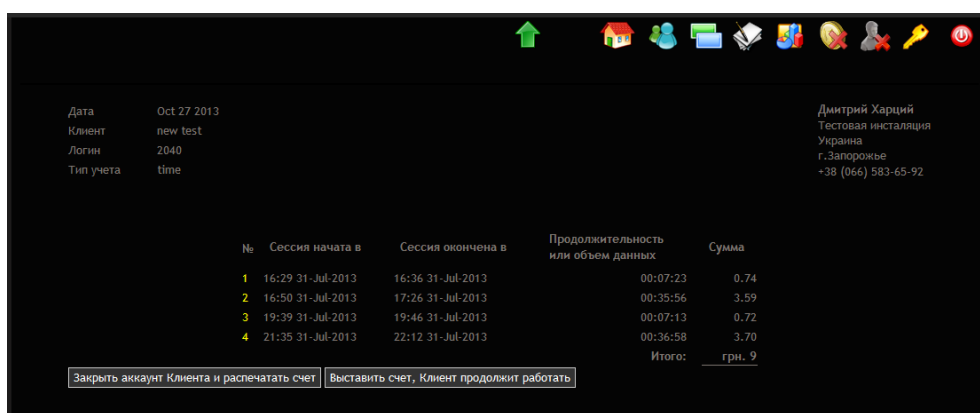 Дата Oct 27 2013
Клиент new test
Логин 2040
Тип учета time
Дмитрий Харций
Тестовая инсталяция
Украина
г.Запорожье
+38 (066) 583-65-92
№ Сессия начата в Сессия окончена в Продолжительность или объем данных Сумма
1 16:29 31-Jul-2013 16:36 31-Jul-2013 00:07:23 0.74
2 16:50 31-Jul-2013 17:26 31-Jul-2013 00:35:56 3.59
3 19:39 31-Jul-2013 19:46 31-Jul-2013 00:07:13 0.72
4 21:35 31-Jul-2013 22:12 31-Jul-2013 00:36:58 3.70
Итого: грн. 9
Закрыть аккаунт Клиента и распечатать счет Выставить счет, Клиент продолжит работать